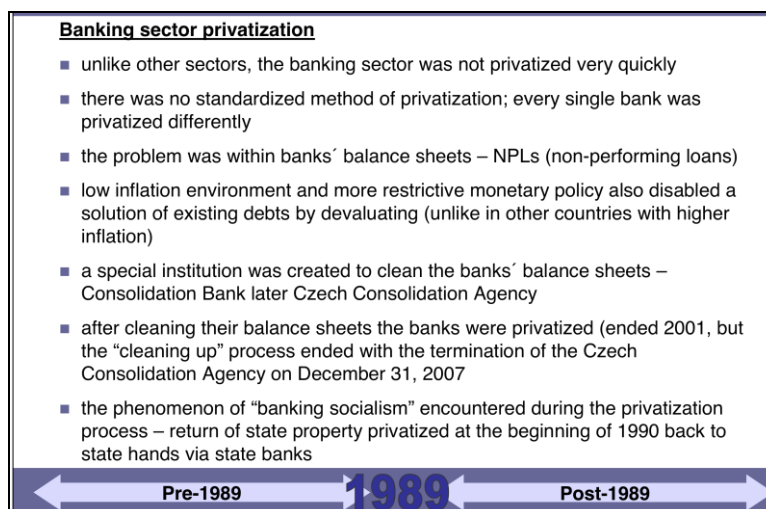 Banking sector privatization
■ unlike other sectors, the banking sector was not privatized very quickly
■ there was no standardized method of privatization; every single bank was
privatized differently
■ the problem was within banks´ balance sheets – NPLs (non-performing loans)
■ low inflation environment and more restrictive monetary policy also disabled a
solution of existing debts by devaluating (unlike in other countries with higher
inflation)
■ a special institution was created to clean the banks´ balance sheets –
Consolidation Bank later Czech Consolidation Agency
■ after cleaning their balance sheets the banks were privatized (ended 2001, but
the “cleaning up” process ended with the termination of the Czech
Consolidation Agency on December 31, 2007
■ the phenomenon of “banking socialism” encountered during the privatization
process – return of state property privatized at the beginning of 1990 back to
state hands via state banks
Pre-1989 1989 Post-1989